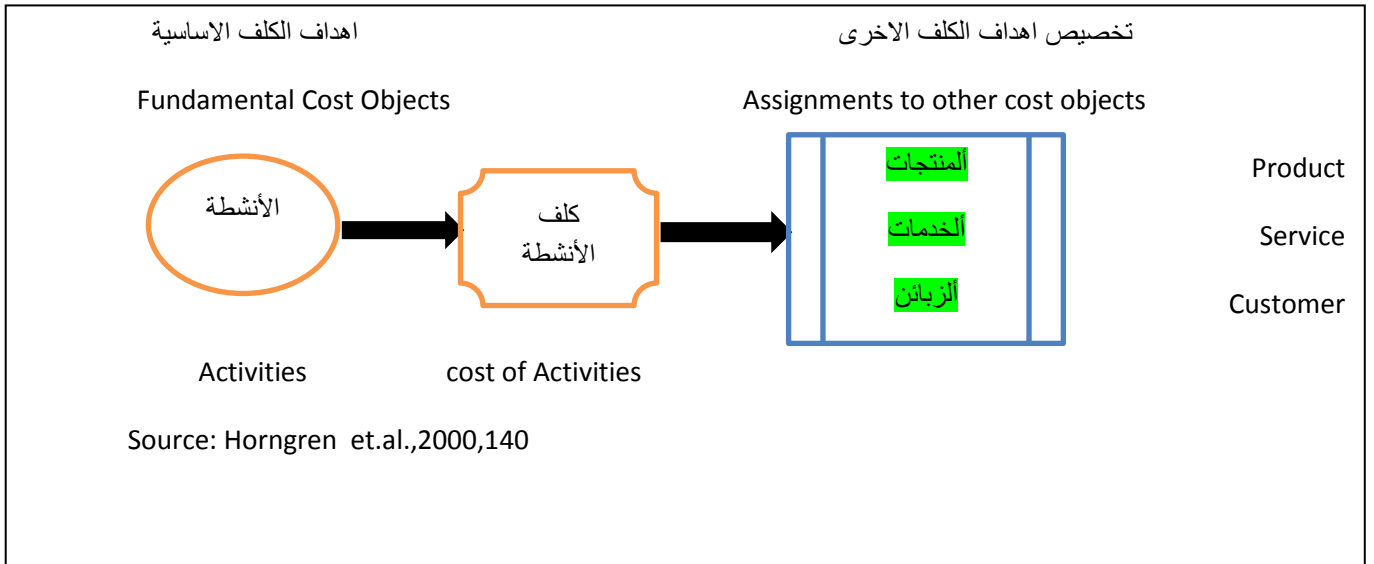 اهداف الكلف الاساسية
تخصيص اهداف الكلف الاخرى
Fundamental Cost Objects
Assignments to other cost objects
الأنشطة
كلف
الأنشطة
ألمنتجات
Product
ألخدمات
Service
ألزبائن
Customer
Activities
cost of Activities
Source: Horngren et.al.,2000,140